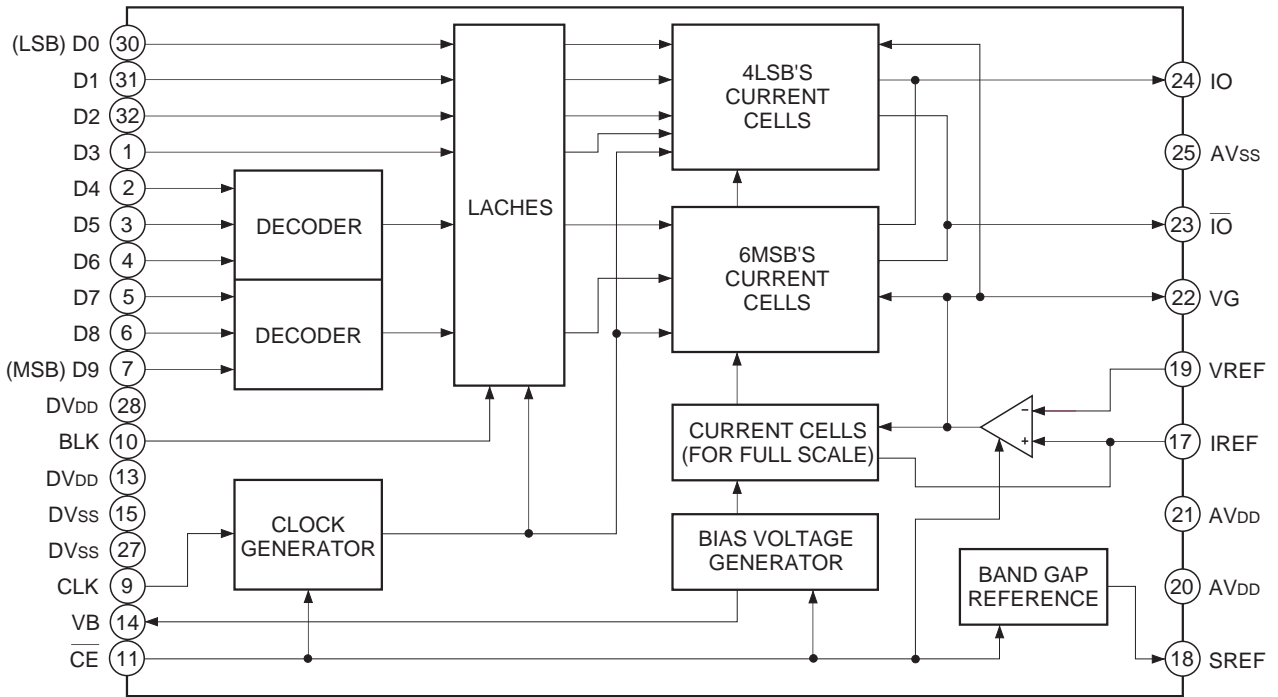 (LSB) D0 30
D1 31
D2 32
D3 1
D4 2
D5 3
D6 4
D7 5
D8 6
(MSB) D9 7
DVDD 28
BLK 10
DVDD 13
DVSS 15
DVSS 27
CLK 9
VB 14
CE 11
DECODER
DECODER
CLOCK
GENERATOR
LACHES
4LSB'S
CURRENT
CELLS
6MSB'S
CURRENT
CELLS
CURRENT CELLS
(FOR FULL SCALE)
BIAS VOLTAGE
GENERATOR
−
+
BAND GAP
REFERENCE
24 IO
25 AVSS
23 IO
22 VG
19 VREF
17 IREF
21 AVDD
20 AVDD
18 SREF